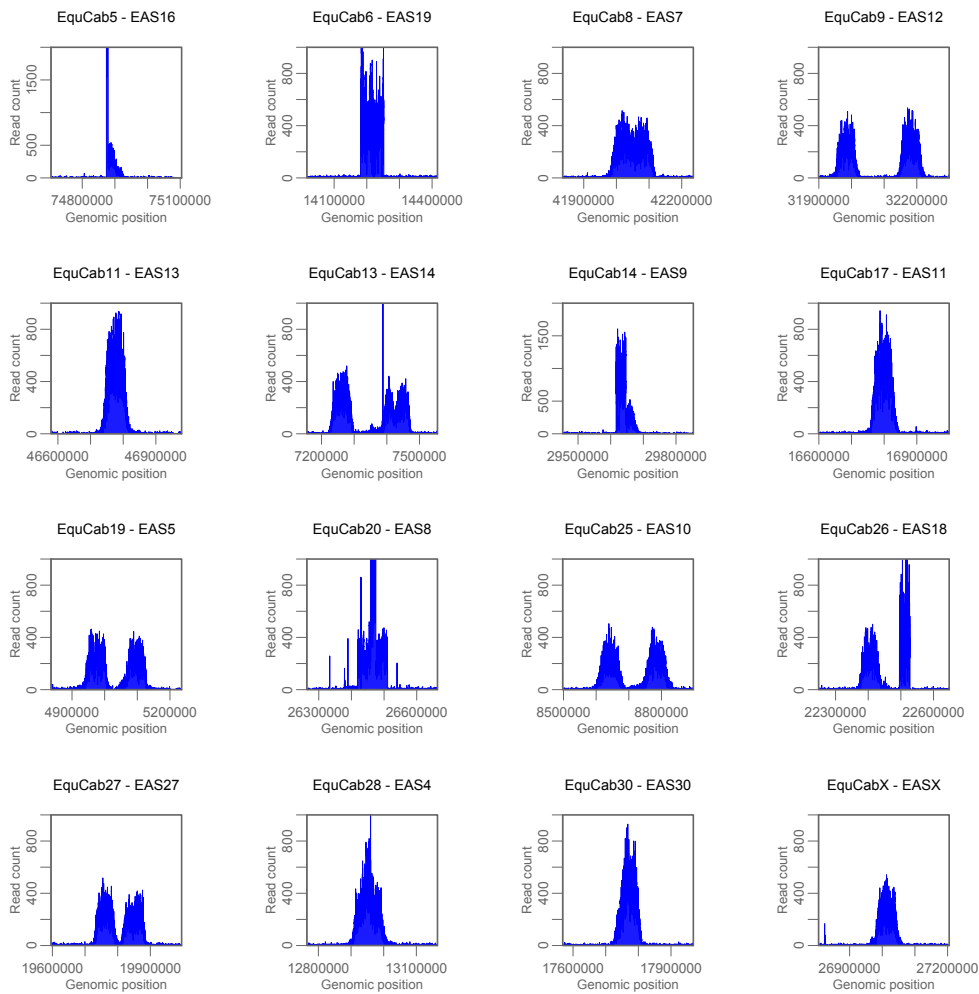 EquCab5 - EAS16
Read count
0 500 1500
74800000 75100000
Genomic position
EquCab6 - EAS19
Read count
0 400 800
14100000 14400000
Genomic position
EquCab8 - EAS7
Read count
0 400 800
41900000 42200000
Genomic position
EquCab9 - EAS12
Read count
0 400 800
31900000 32200000
Genomic position
EquCab11 - EAS13
Read count
0 400 800
46600000 46900000
Genomic position
EquCab13 - EAS14
Read count
0 400 800
7200000 7500000
Genomic position
EquCab14 - EAS9
Read count
0 500 1500
29500000 29800000
Genomic position
EquCab17 - EAS11
Read count
0 400 800
16600000 16900000
Genomic position
EquCab19 - EAS5
Read count
0 400 800
4900000 5200000
Genomic position
EquCab20 - EAS8
Read count
0 400 800
26300000 26600000
Genomic position
EquCab25 - EAS10
Read count
0 400 800
8500000 8800000
Genomic position
EquCab26 - EAS18
Read count
0 400 800
22300000 22600000
Genomic position
EquCab27 - EAS27
Read count
0 400 800
19600000 19900000
Genomic position
EquCab28 - EAS4
Read count
0 400 800
12800000 13100000
Genomic position
EquCab30 - EAS30
Read count
0 400 800
17600000 17900000
Genomic position
EquCabX - EASX
Read count
0 400 800
26900000 27200000
Genomic position